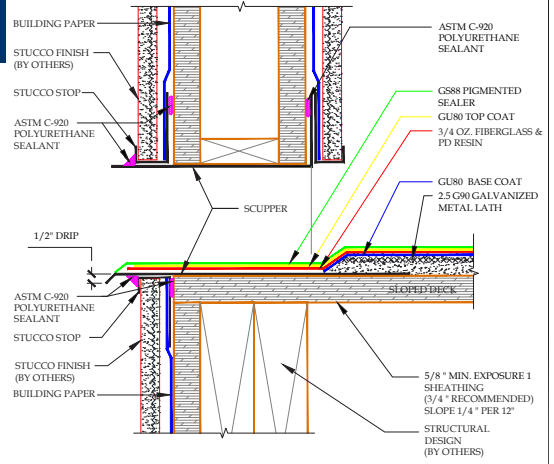 BUILDING PAPER
STUCCO FINISH
(BY OTHERS)
STUCCO STOP
ASTM C-920
POLYURETHANE
SEALANT
ASTM C-920
POLYURETHANE
SEALANT
GS88 PIGMENTED
SEALER
GU80 TOP COAT
3/4 OZ. FIBERGLASS &
PD RESIN
GU80 BASE COAT
2.5 G90 GALVANIZED
METAL LATH
SCUPPER
1/2" DRIP
SLOPED DECK
ASTM C-920
POLYURETHANE
SEALANT
STUCCO STOP
STUCCO FINISH
(BY OTHERS)
BUILDING PAPER
5/8 " MIN. EXPOSURE 1
SHEATHING
(3/4 " RECOMMENDED)
SLOPE 1/4 " PER 12"
STRUCTURAL
DESIGN
(BY OTHERS)